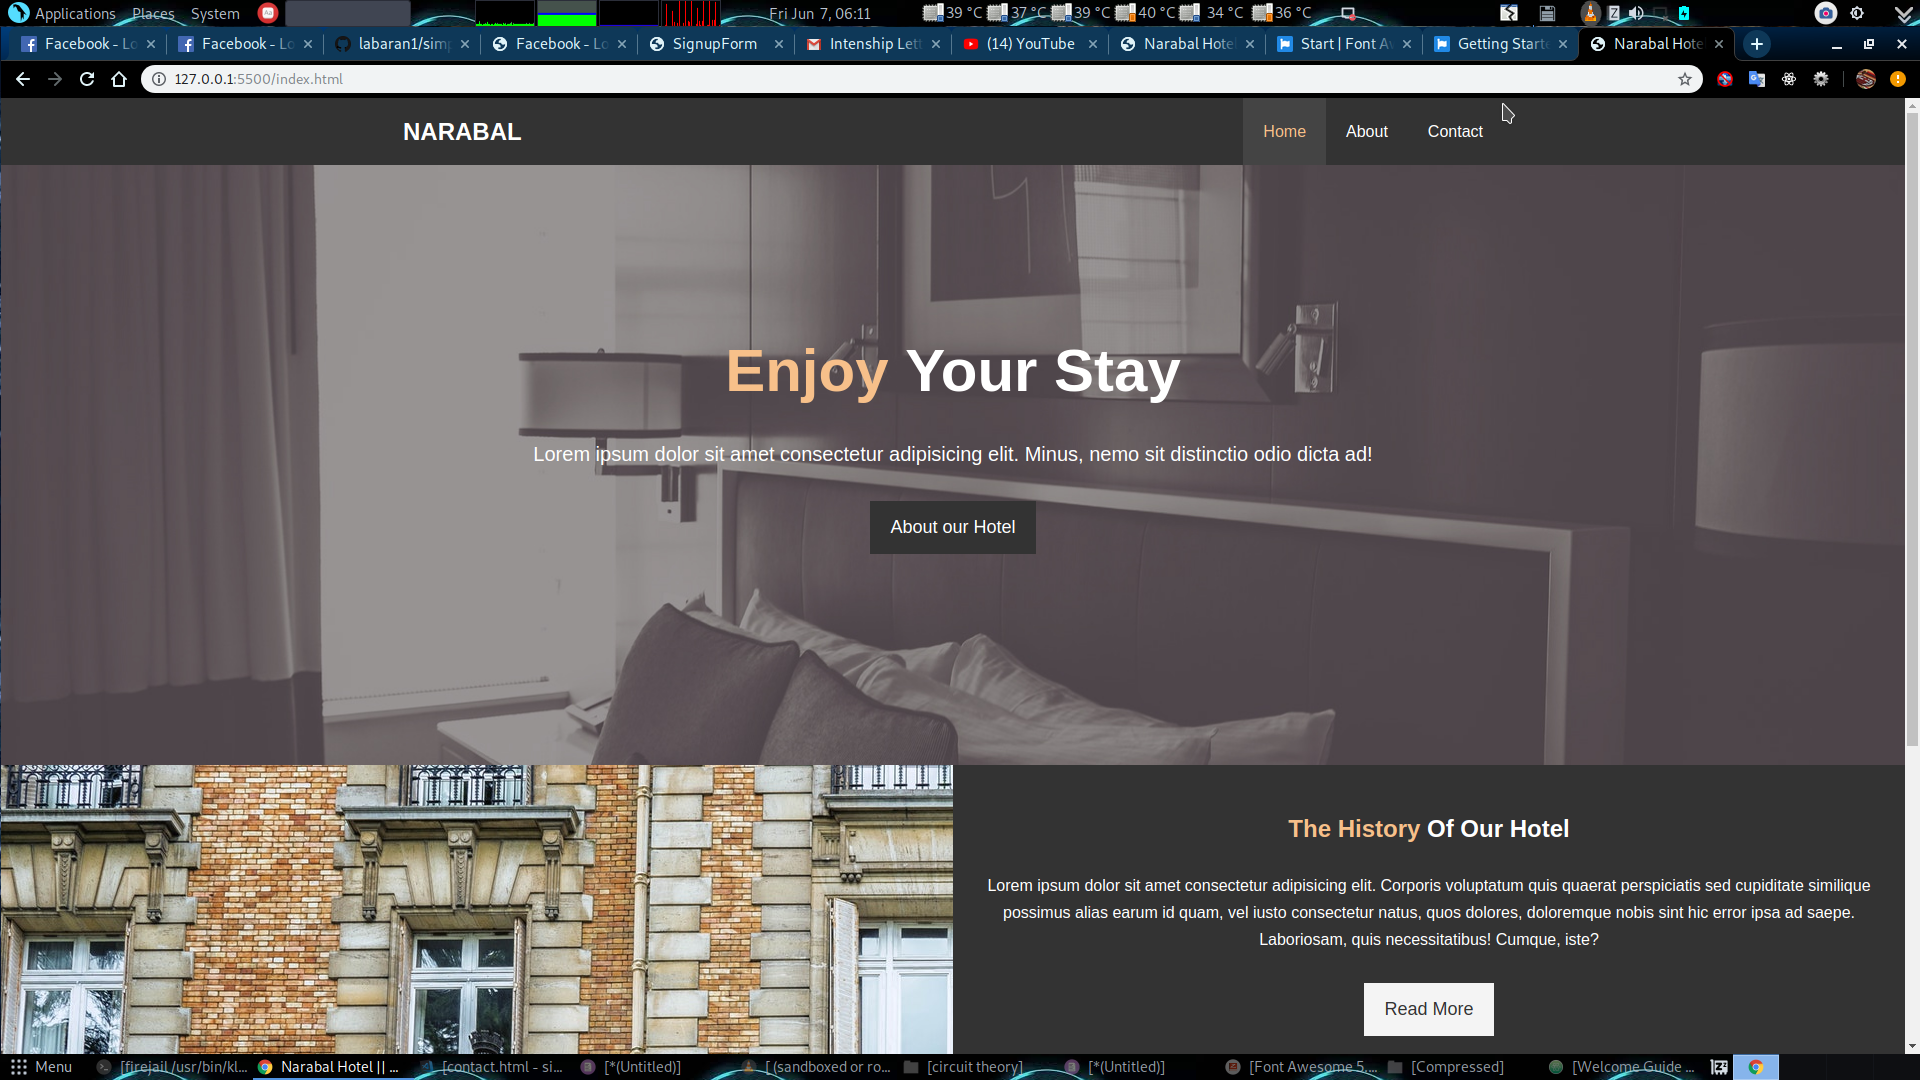 Applications Places System Fri Jun 7, 06:11 39 °C 37 °C 39 °C 40 °C 34 °C 36 °C
Facebook - Lo Facebook - Lo labaran1/simp Facebook - Lo SignupForm Intenship Lett (14) YouTube Narabal Hote Start | Font A Getting Starte Narabal Hote
127.0.0.1:5500/index.html
NARABAL Home About Contact
Enjoy Your Stay
Lorem ipsum dolor sit amet consectetur adipisicing elit. Minus, nemo sit distinctio odio dicta ad!
About our Hotel
The History Of Our Hotel
Lorem ipsum dolor sit amet consectetur adipisicing elit. Corporis voluptatum quis quaerat perspiciatis sed cupiditate similique
possimus alias earum id quam, vel iusto consectetur natus, quos dolores, doloremque nobis sint hic error ipsa ad saepe.
Laboriosam, quis necessitatibus! Cumque, iste?
Read More
Menu [firejail /usr/bin/kl... Narabal Hotel || ... [contact.html - si... [*(Untitled)] [ (sandboxed or ro... [circuit theory] [*(Untitled)] [Font Awesome 5.... [Compressed] [Welcome Guide ...